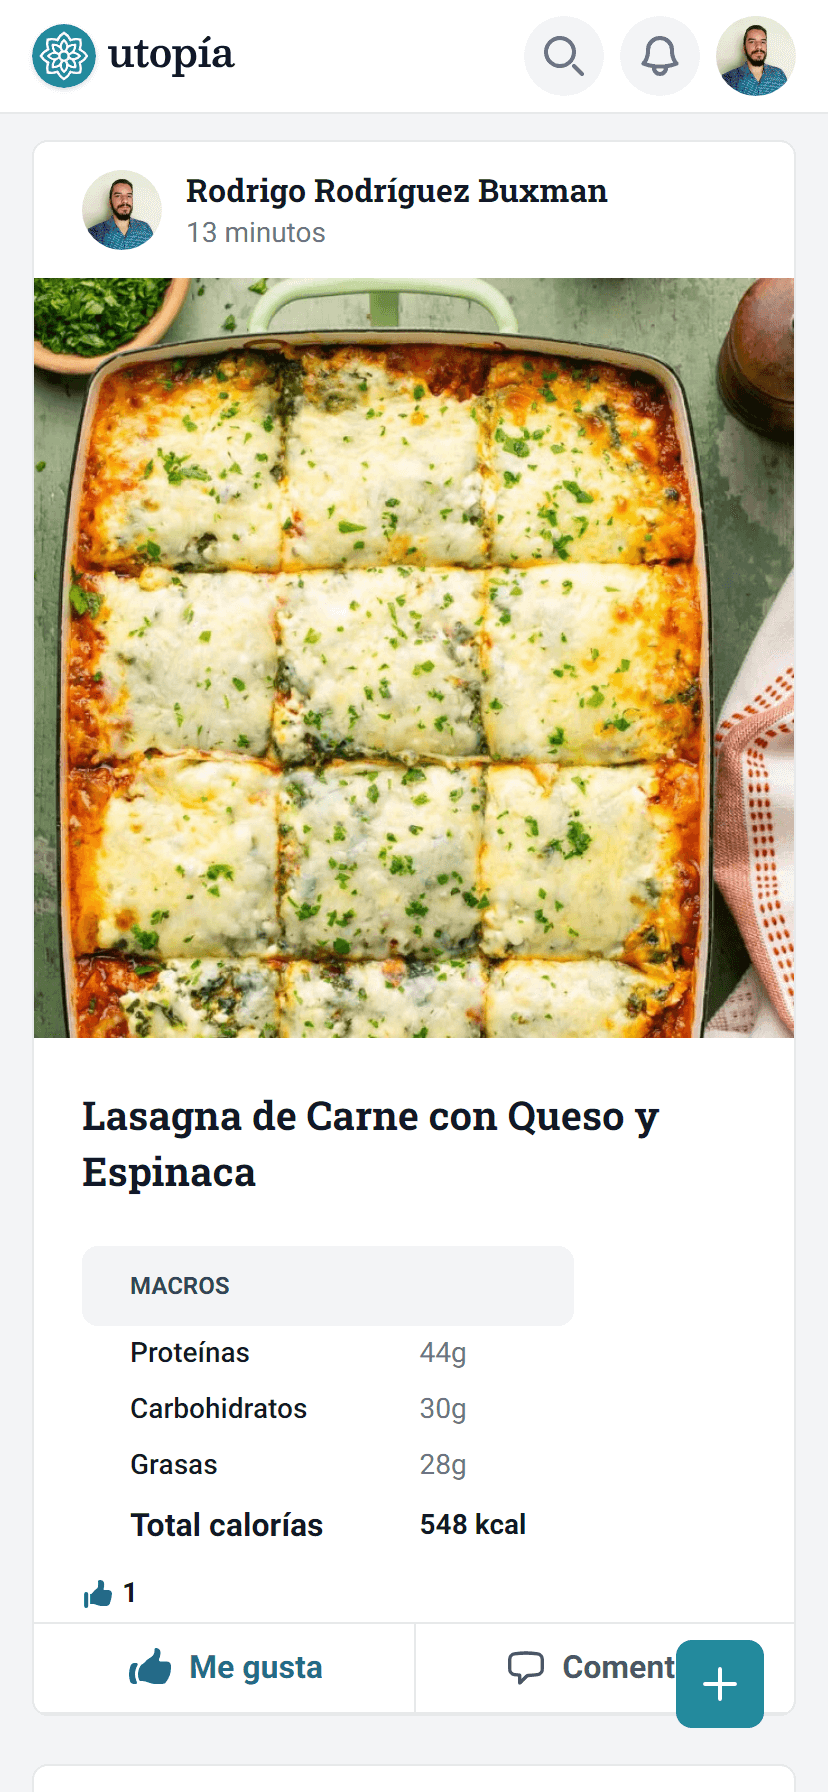 utopía
Rodrigo Rodríguez Buxman
13 minutos
Lasagna de Carne con Queso y
Espinaca
MACROS
Proteínas 44g
Carbohidratos 30g
Grasas 28g
Total calorías 548 kcal
1
Me gusta Coment